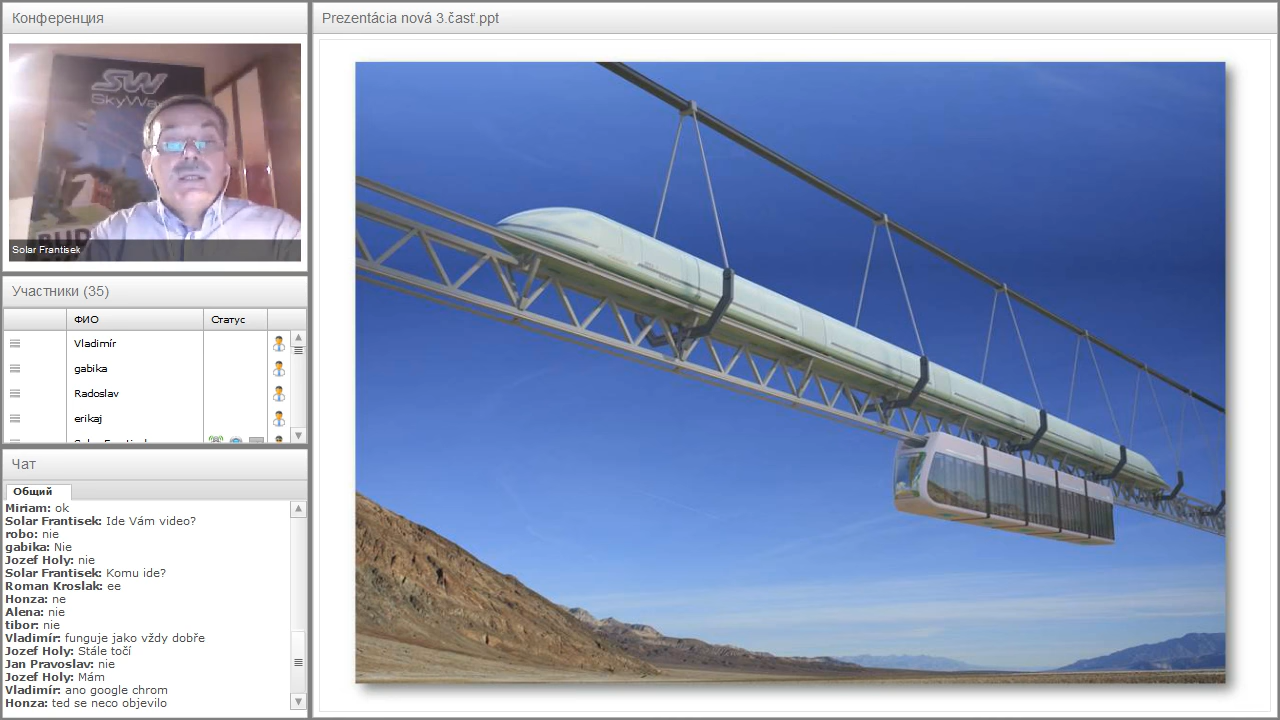 Конференция
SW
SkyWay
Solar Frantisek
Участники (35)
ФИО
Статус
Vladimír
gabika
Radoslav
erikaj
Solar Frantisek
Чат
Общий
Miriam: ok
Solar Frantisek: Ide Vám video?
robo: nie
gabika: Nie
Jozef Holy: nie
Solar Frantisek: Komu ide?
Roman Kroslak: ee
Honza: ne
Alena: nie
tibor: nie
Vladimír: funguje jako vždy dobře
Jozef Holy: Stále točí
Jan Pravoslav: nie
Jozef Holy: Mám
Vladimír: ano google chrom
Honza: ted se neco objevilo
Prezentácia nová 3.časť.ppt